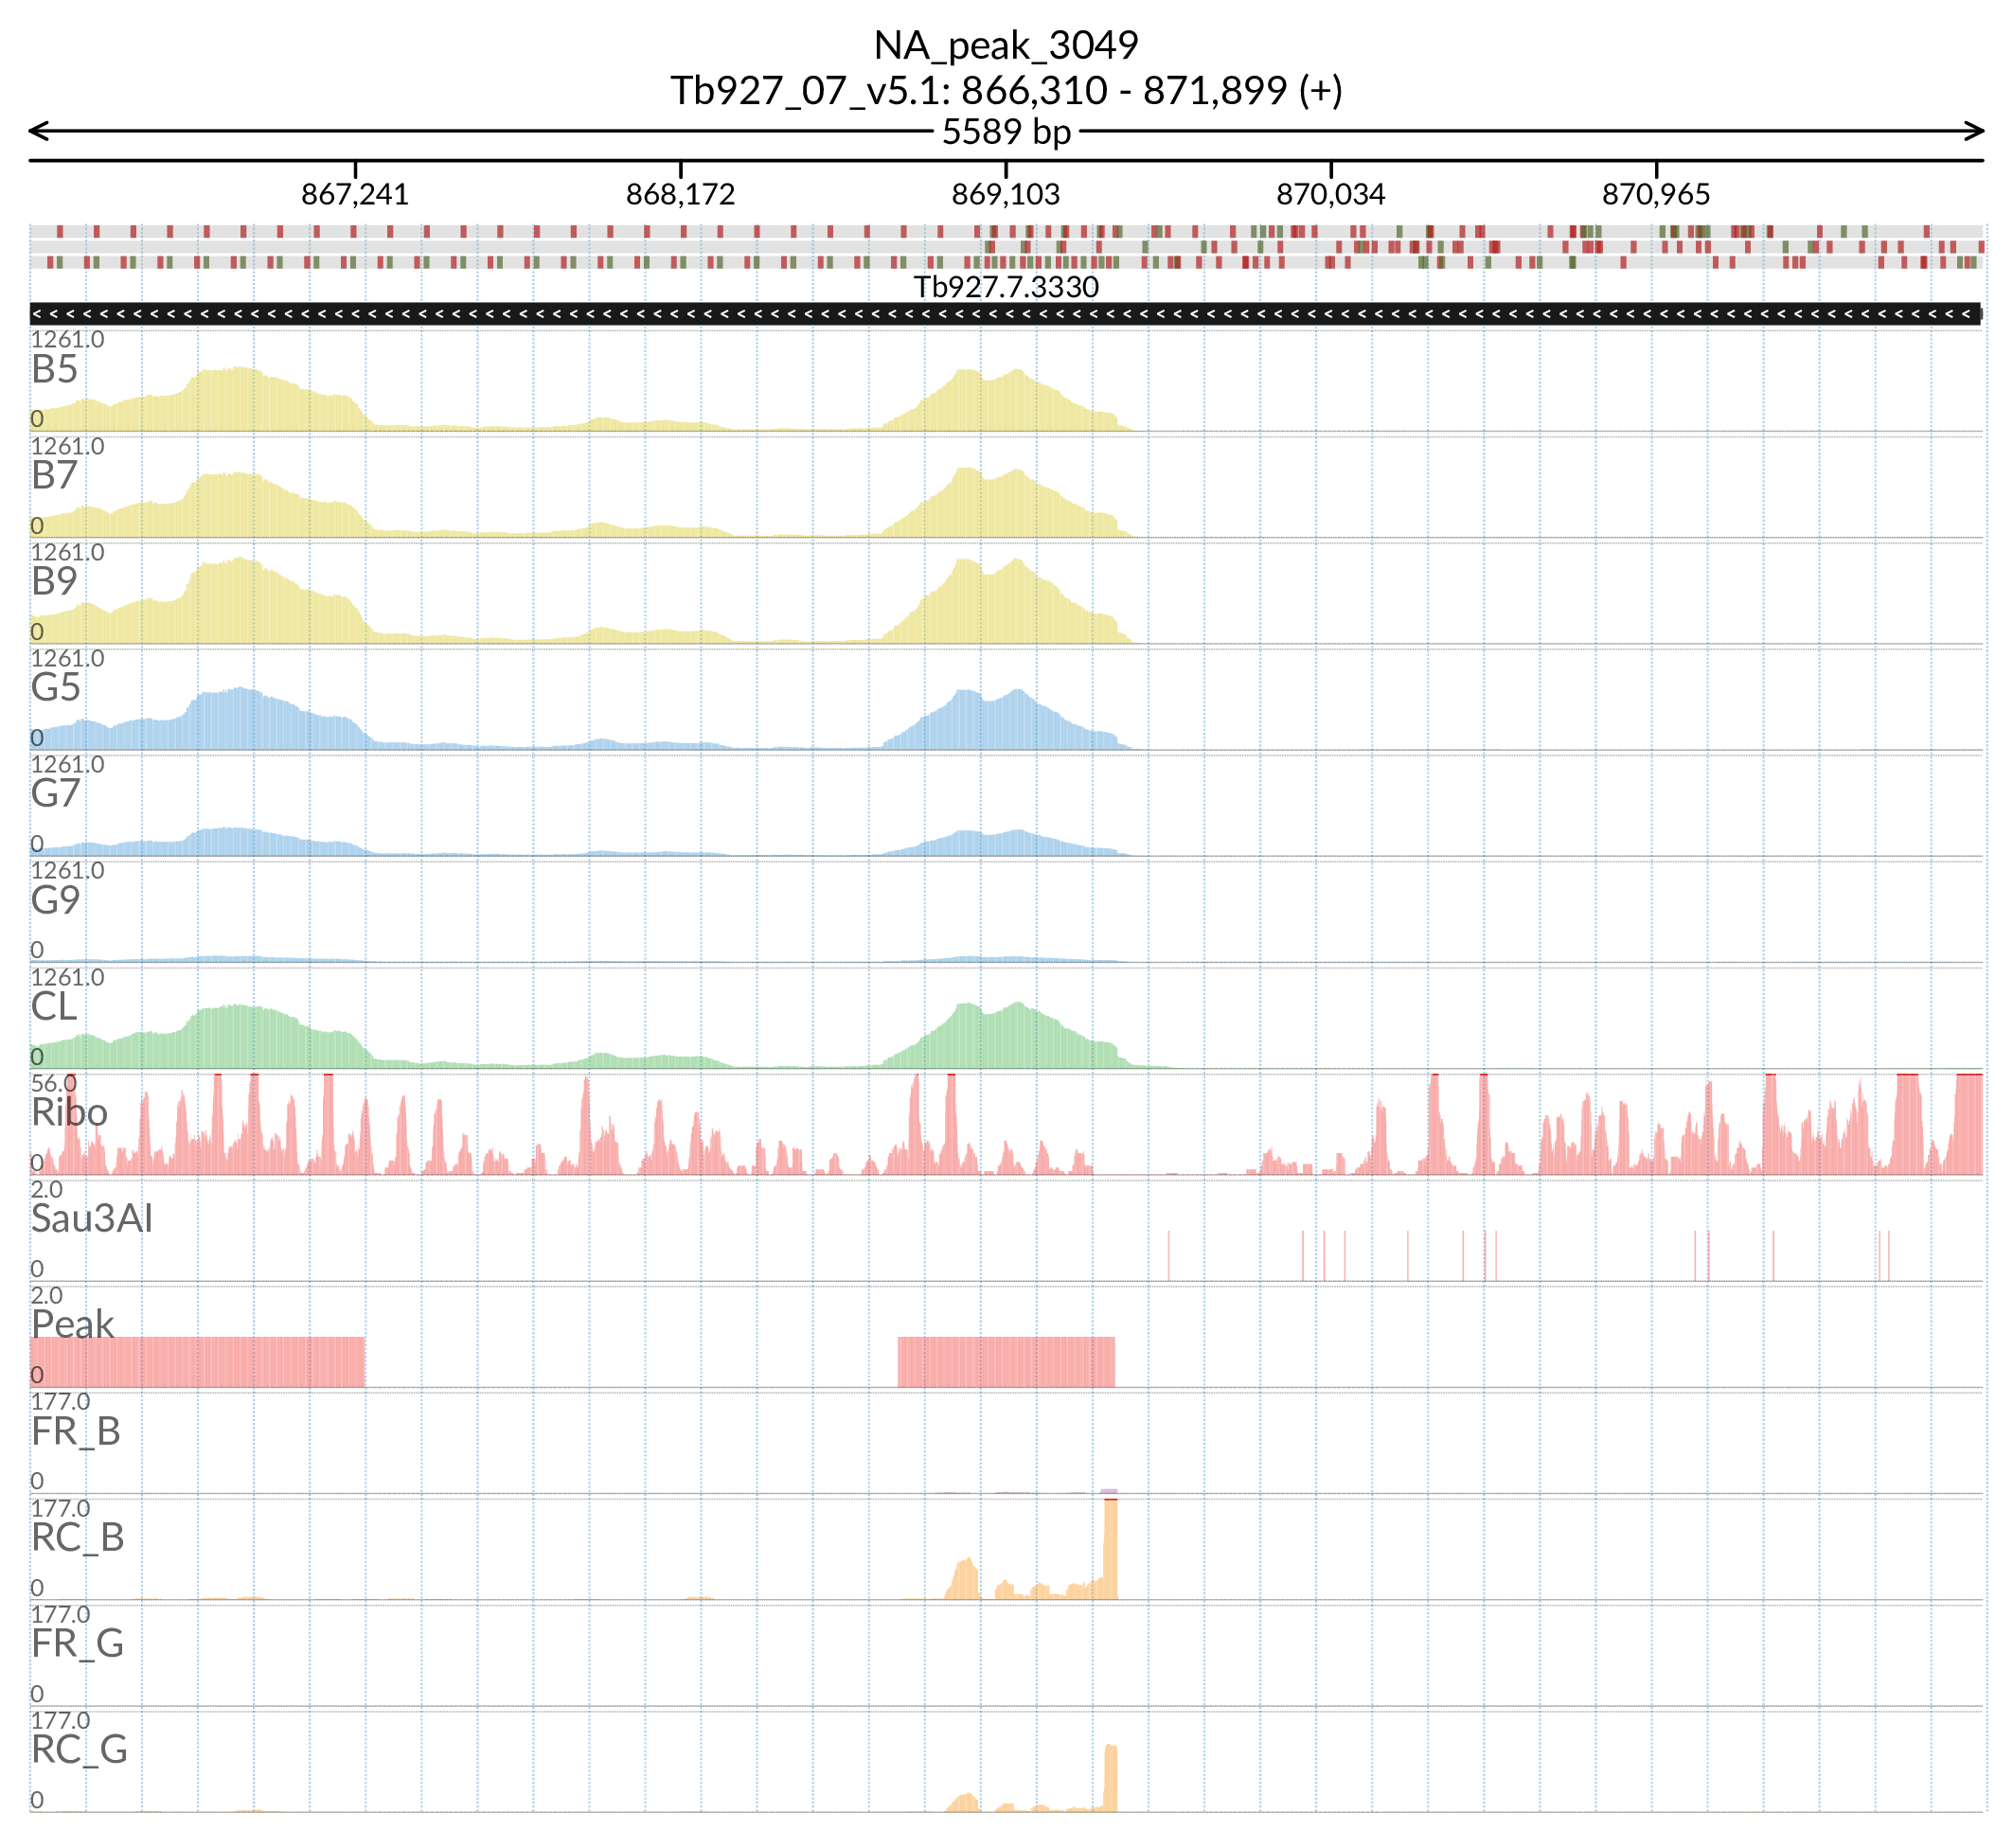 NA_peak_3049
Tb927_07_v5.1: 866,310 - 871,899 (+)
5589 bp
867,241 868,172 869,103 870,034 870,965
Tb927.7.3330
1261.0
B5
0
1261.0
B7
0
1261.0
B9
0
1261.0
G5
0
1261.0
G7
0
1261.0
G9
0
1261.0
CL
0
56.0
Ribo
0
2.0
Sau3AI
0
2.0
Peak
0
177.0
FR_B
0
177.0
RC_B
0
177.0
FR_G
0
177.0
RC_G
0